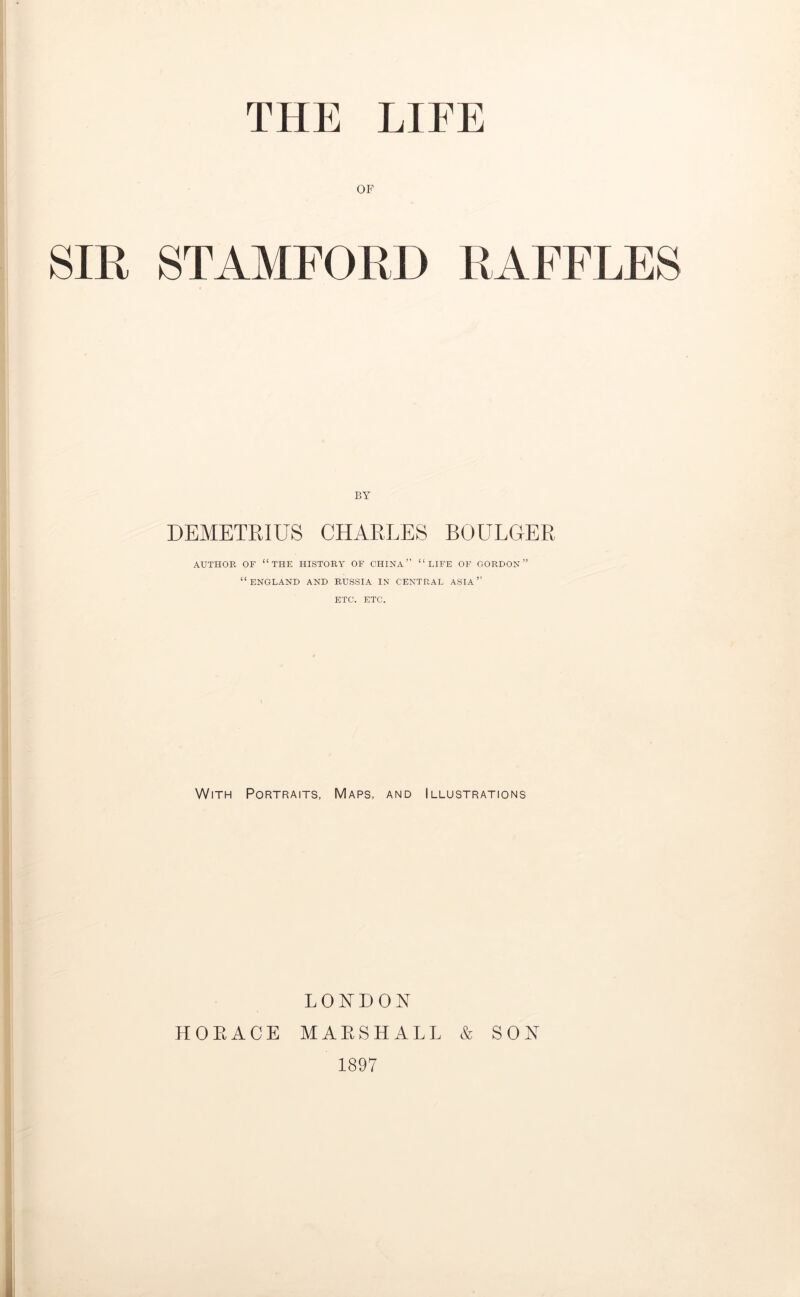 THE LIFE
OF
SIR STAMFORD RAFFLES
BY
DEMETRIUS CHARLES BOULGER
AUTHOR OF “THE HISTORY OF CHINA” “LIFE OF GORDON”
“ENGLAND AND RUSSIA IN CENTRAL ASIA”
ETC. ETC.
WITH PORTRAITS, MAPS, AND ILLUSTRATIONS
LONDON
HORACE MARSHALL & SON
1897